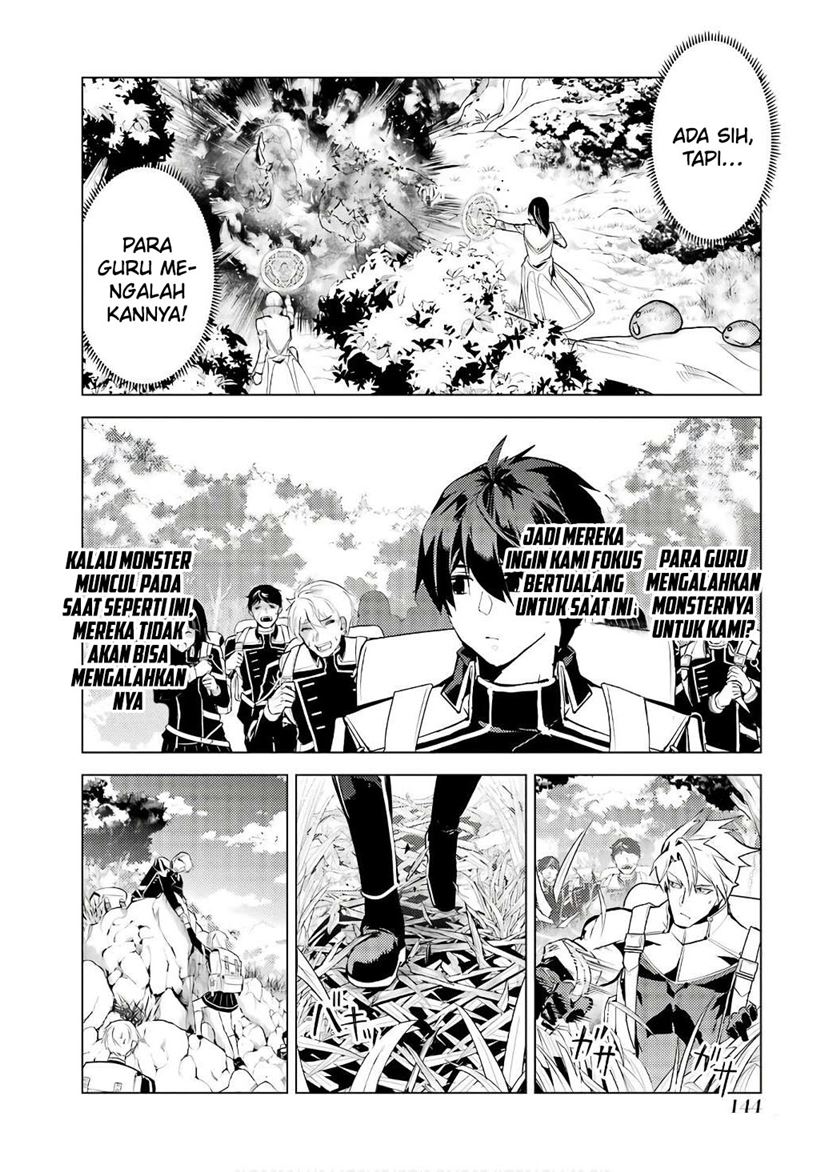 ADA SIH,
TAPI...
PARA
GURU ME-
NGALAH
KANNYA!
PARA GURU
MENGALAHKAN
MONSTERNYA
UNTUK KAMI?
JADI MEREKA
INGIN KAMI FOKUS
BERTUALANG
UNTUK SAAT INI.
KALAU MONSTER
MUNCUL PADA
SAAT SEPERTI INI,
MEREKA TIDAK
AKAN BISA
MENGALAHKAN
NYA
ガサ
ガサッ
バキッ
144